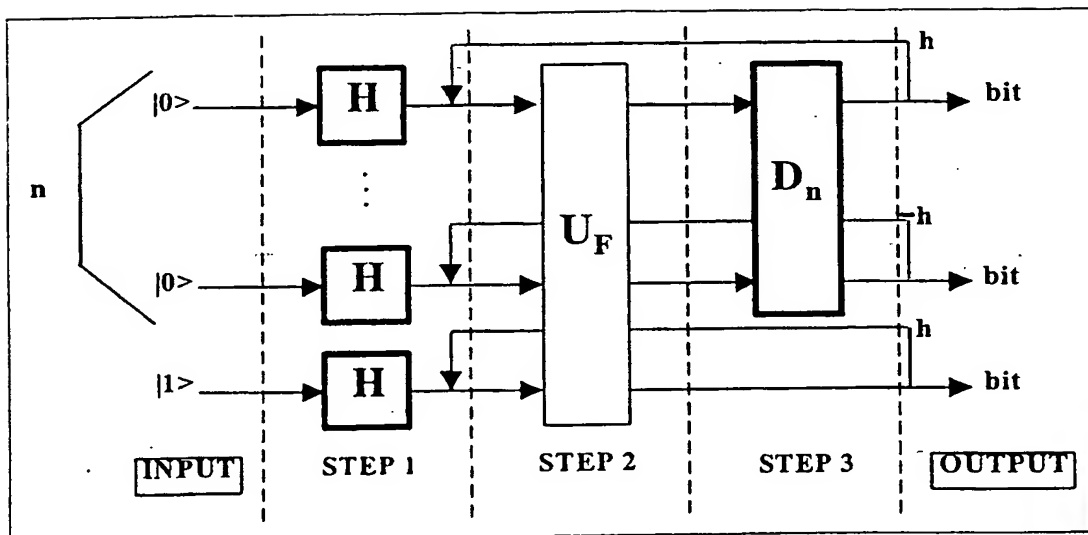 h
|0> H bit
n
⋮
U_F
D_n
h
|0> H bit
h
|1> H bit
INPUT STEP 1 STEP 2 STEP 3 OUTPUT